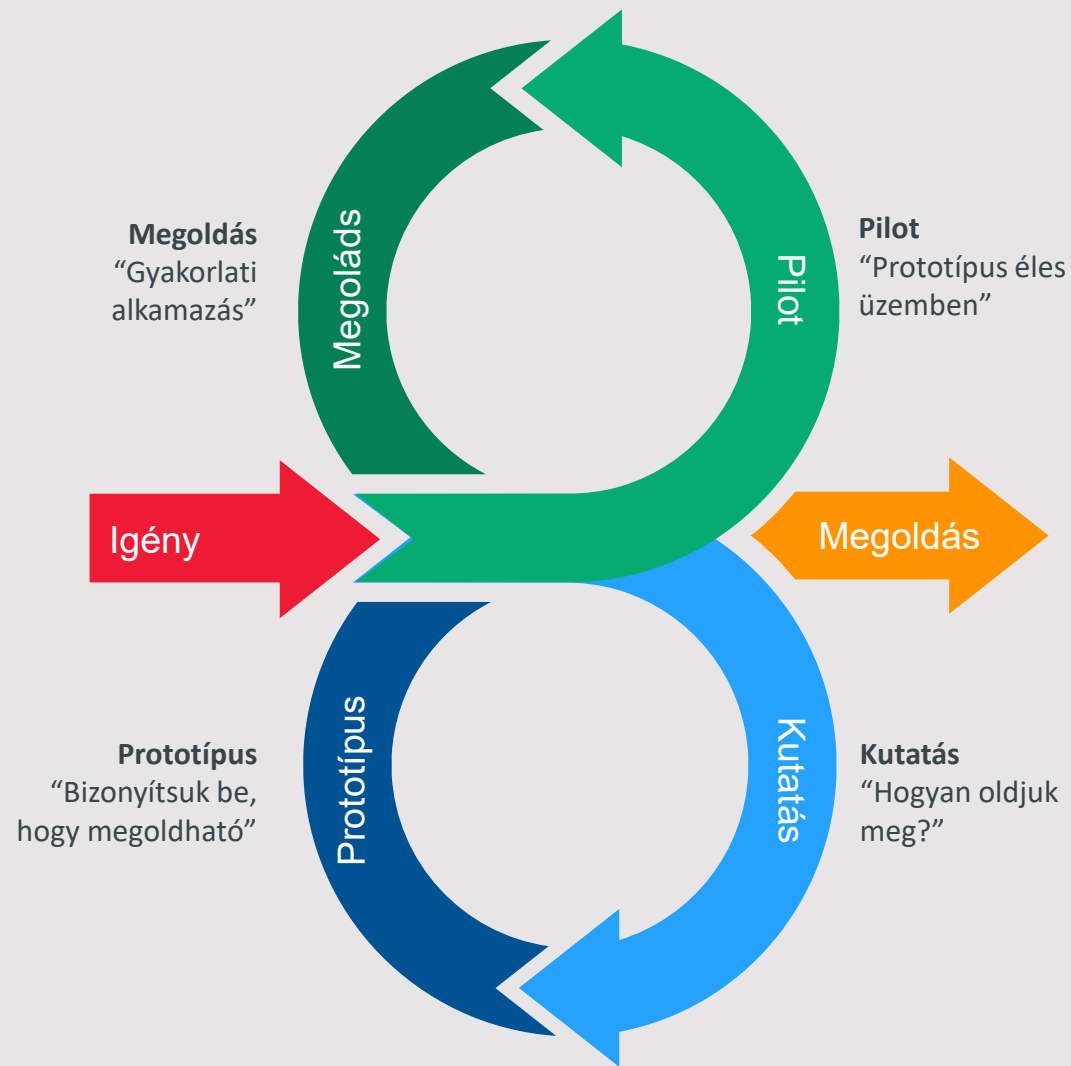 Megoldás
“Gyakorlati
alkamazás”
Megoláds
Pilot
Pilot
“Prototípus éles
üzemben”
Igény
Megoldás
Prototípus
“Bizonyítsuk be,
hogy megoldható”
Prototípus
Kutatás
Kutatás
“Hogyan oldjuk
meg?”